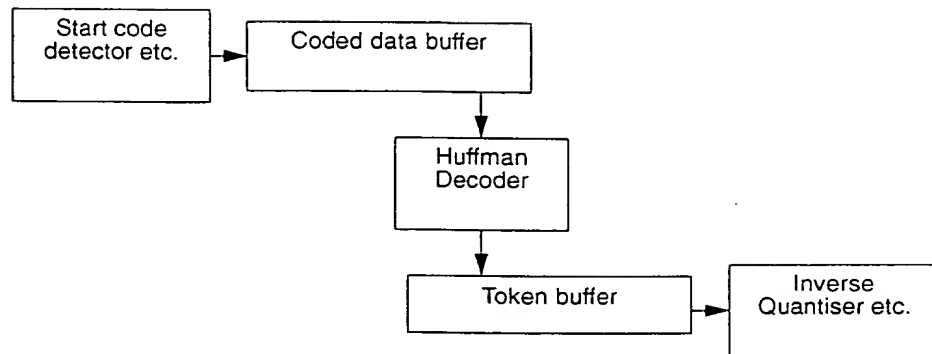 Start code
detector etc.
Coded data buffer
Huffman
Decoder
Token buffer
Inverse
Quantiser etc.